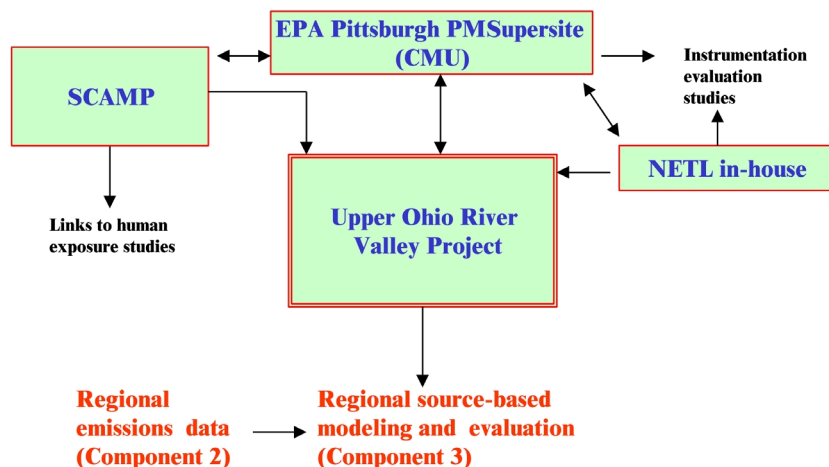 EPA Pittsburgh PMSupersite
(CMU)
SCAMP
Instrumentation
evaluation
studies
NETL in-house
Links to human
exposure studies
Upper Ohio River
Valley Project
Regional
emissions data
(Component 2)
Regional source-based
modeling and evaluation
(Component 3)